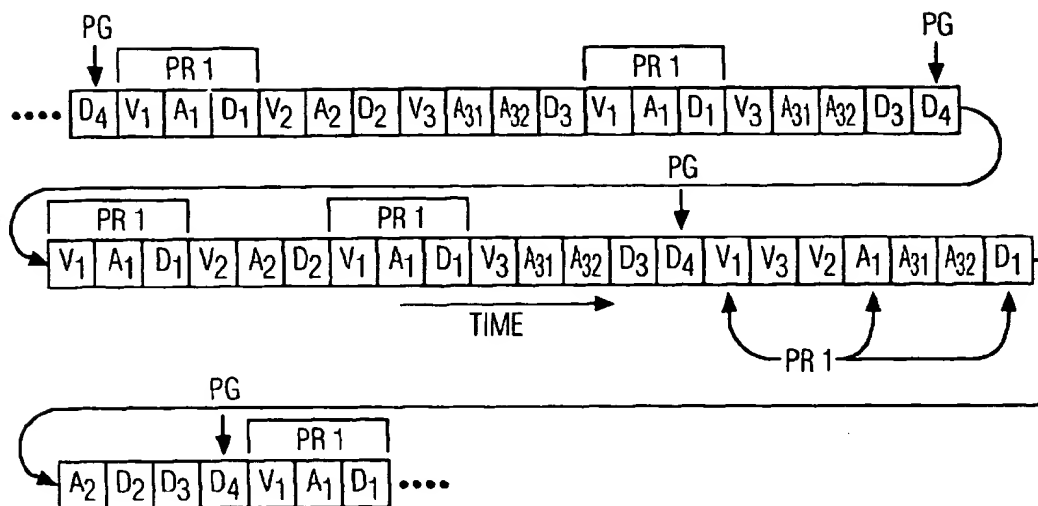 PG PR 1 PR 1 PG
•••• D4 V1 A1 D1 V2 A2 D2 V3 A31 A32 D3 V1 A1 D1 V3 A31 A32 D3 D4
PG
PR 1 PR 1
V1 A1 D1 V2 A2 D2 V1 A1 D1 V3 A31 A32 D3 D4 V1 V3 V2 A1 A31 A32 D1
TIME
PR 1
PG
PR 1
A2 D2 D3 D4 V1 A1 D1 ••••